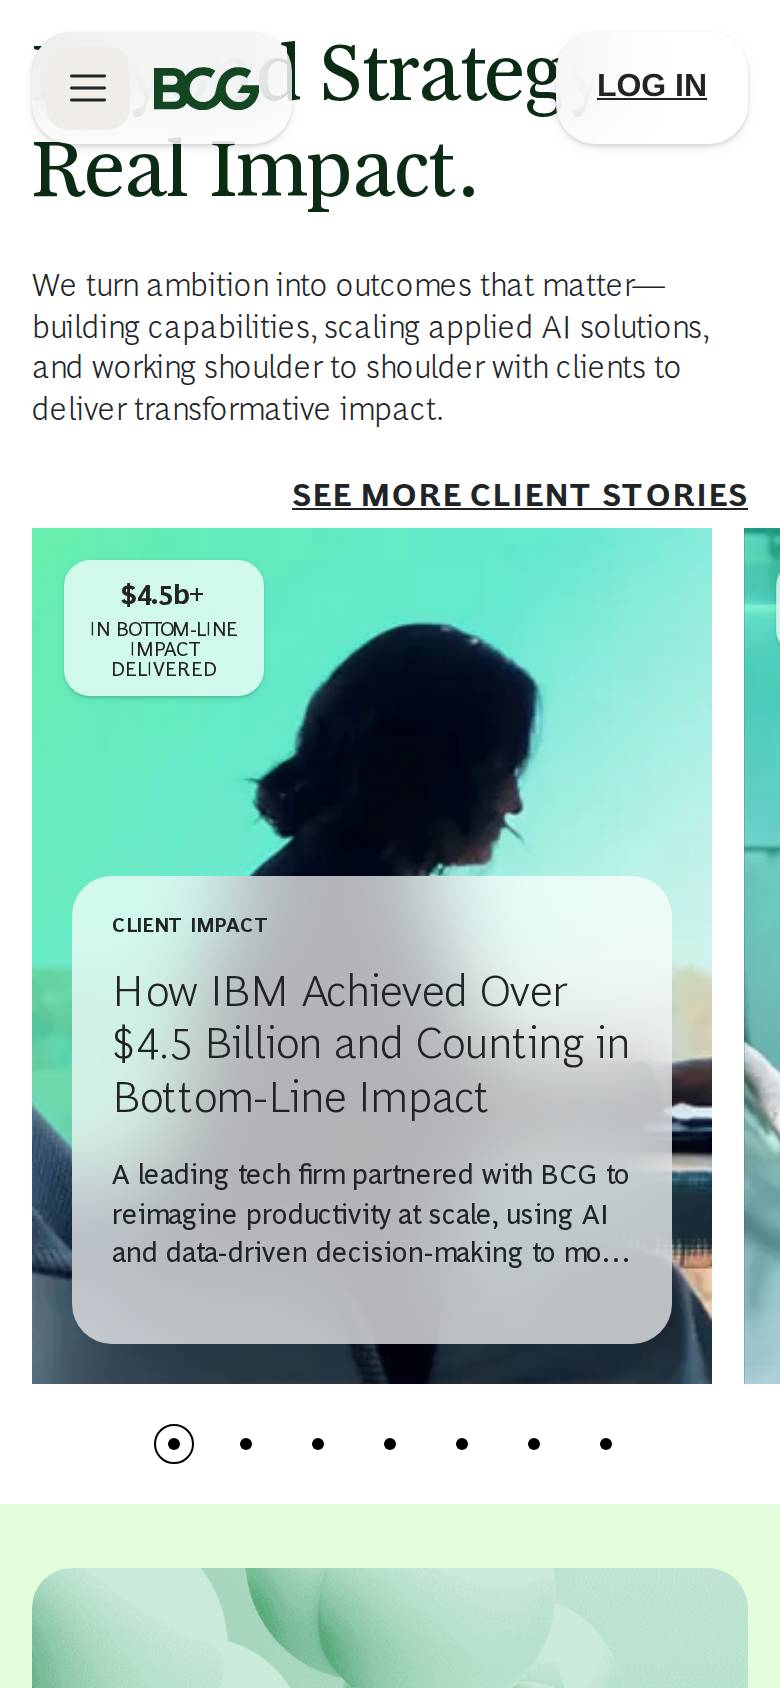 BCG
LOG IN
Strateg
Real Impact.
We turn ambition into outcomes that matter—
building capabilities, scaling applied AI solutions,
and working shoulder to shoulder with clients to
deliver transformative impact.
SEE MORE CLIENT STORIES
$4.5b+
IN BOTTOM-LINE
IMPACT
DELIVERED
CLIENT IMPACT
How IBM Achieved Over
$4.5 Billion and Counting in
Bottom-Line Impact
A leading tech firm partnered with BCG to
reimagine productivity at scale, using AI
and data-driven decision-making to mo...